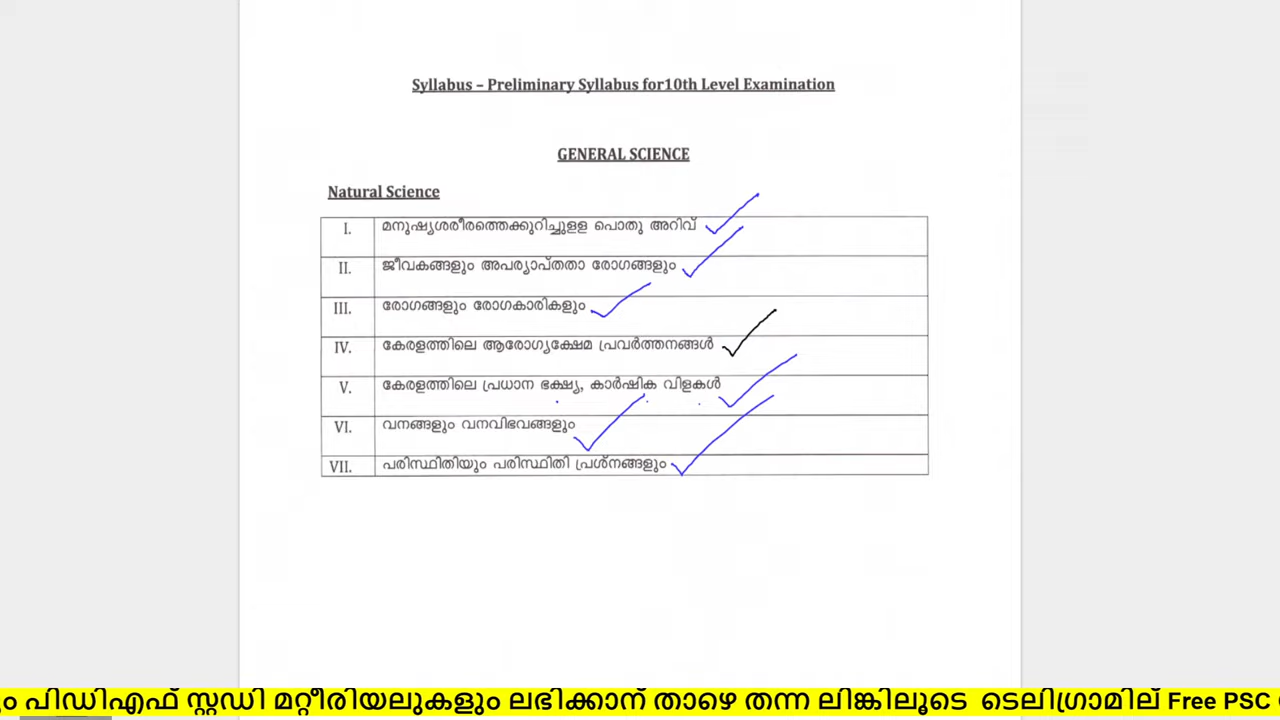 Syllabus – Preliminary Syllabus for10th Level Examination
GENERAL SCIENCE
Natural Science
I. മനുഷ്യശരീരത്തെക്കുറിച്ചുളള പൊതു അറിവ്
II. ജീവകങ്ങളും അപര്യാപ്തതാ രോഗങ്ങളും
III. രോഗങ്ങളും രോഗകാരികളും
IV. കേരളത്തിലെ ആരോഗ്യക്ഷേമ പ്രവർത്തനങ്ങൾ
V. കേരളത്തിലെ പ്രധാന ഭക്ഷ്യ, കാർഷിക വിളകൾ
VI. വനങ്ങളും വനവിഭവങ്ങളും
VII. പരിസ്ഥിതിയും പരിസ്ഥിതി പ്രശ്നങ്ങളും
പിഡിഎഫ് സ്റ്റഡി മറ്റീരിയലുകളും ലഭിക്കാന് താഴെ തന്ന ലിങ്കിലൂടെ ടെലിഗ്രാമില് Free PSC